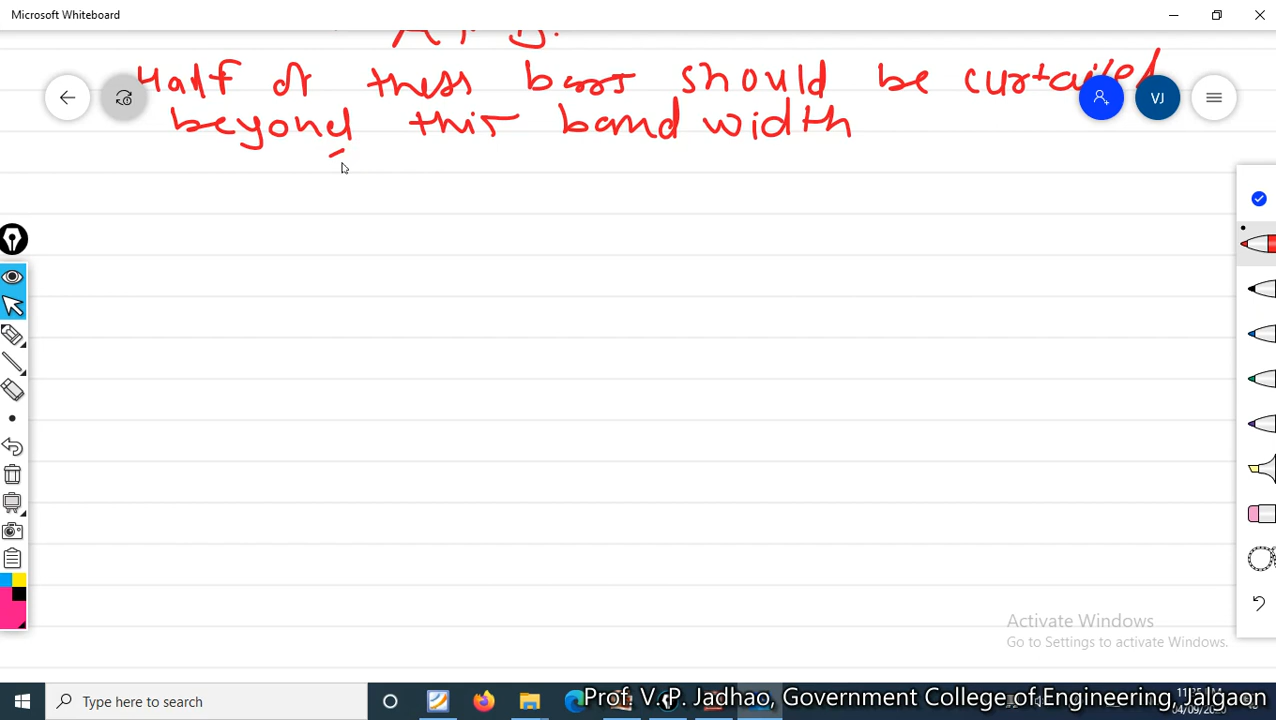 Microsoft Whiteboard
Half of these bars should be curtailed
VJ
beyond this band width
Activate Windows
Go to Settings to activate Windows.
Type here to search
Prof. V. P. Jadhao, Government College of Engineering, Jalgaon